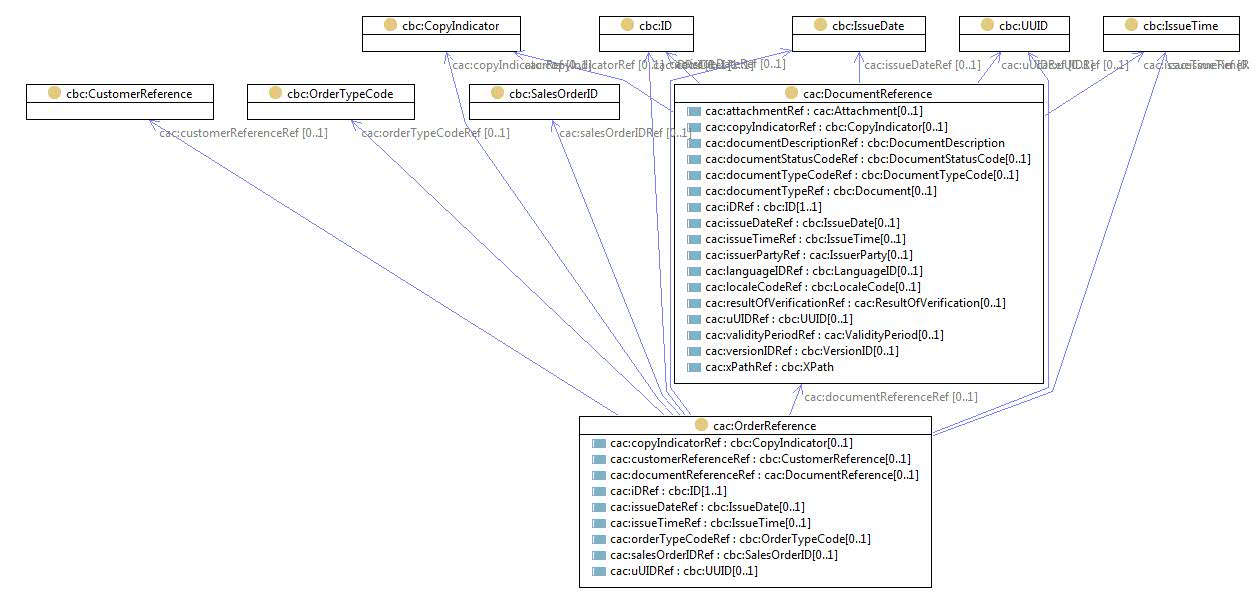 cbc:CopyIndicator
cbc:ID
cbc:IssueDate
cbc:UUID
cbc:IssueTime
cac:copyIndicatorRef [0..1]
cac:issueDateRef [0..1]
cbc:CustomerReference
cbc:OrderTypeCode
cbc:SalesOrderID
cac:customerReferenceRef [0..1]
cac:orderTypeCodeRef [0..1]
cac:salesOrderIDRef [0..1]
cac:DocumentReference
cac:attachmentRef : cac:Attachment[0..1]
cac:copyIndicatorRef : cbc:CopyIndicator[0..1]
cac:documentDescriptionRef : cbc:DocumentDescription
cac:documentStatusCodeRef : cbc:DocumentStatusCode[0..1]
cac:documentTypeCodeRef : cbc:DocumentTypeCode[0..1]
cac:documentTypeRef : cbc:Document[0..1]
cac:iDRef : cbc:ID[1..1]
cac:issueDateRef : cbc:IssueDate[0..1]
cac:issueTimeRef : cbc:IssueTime[0..1]
cac:issuerPartyRef : cac:IssuerParty[0..1]
cac:languageIDRef : cbc:LanguageID[0..1]
cac:localeCodeRef : cbc:LocaleCode[0..1]
cac:resultOfVerificationRef : cac:ResultOfVerification[0..1]
cac:uUIDRef : cbc:UUID[0..1]
cac:validityPeriodRef : cac:ValidityPeriod[0..1]
cac:versionIDRef : cbc:VersionID[0..1]
cac:xPathRef : cbc:XPath
cac:documentReferenceRef [0..1]
cac:OrderReference
cac:copyIndicatorRef : cbc:CopyIndicator[0..1]
cac:customerReferenceRef : cbc:CustomerReference[0..1]
cac:documentReferenceRef : cac:DocumentReference[0..1]
cac:iDRef : cbc:ID[1..1]
cac:issueDateRef : cbc:IssueDate[0..1]
cac:issueTimeRef : cbc:IssueTime[0..1]
cac:orderTypeCodeRef : cbc:OrderTypeCode[0..1]
cac:salesOrderIDRef : cbc:SalesOrderID[0..1]
cac:uUIDRef : cbc:UUID[0..1]